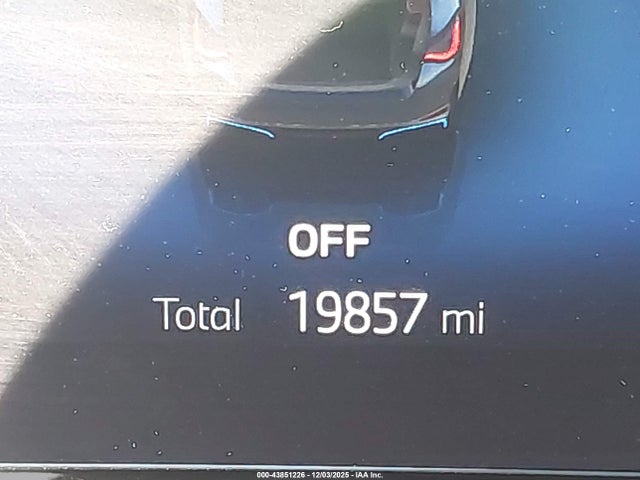 OFF
Total 19857 mi
000-43851226 - 12/03/2025 - IAA Inc.